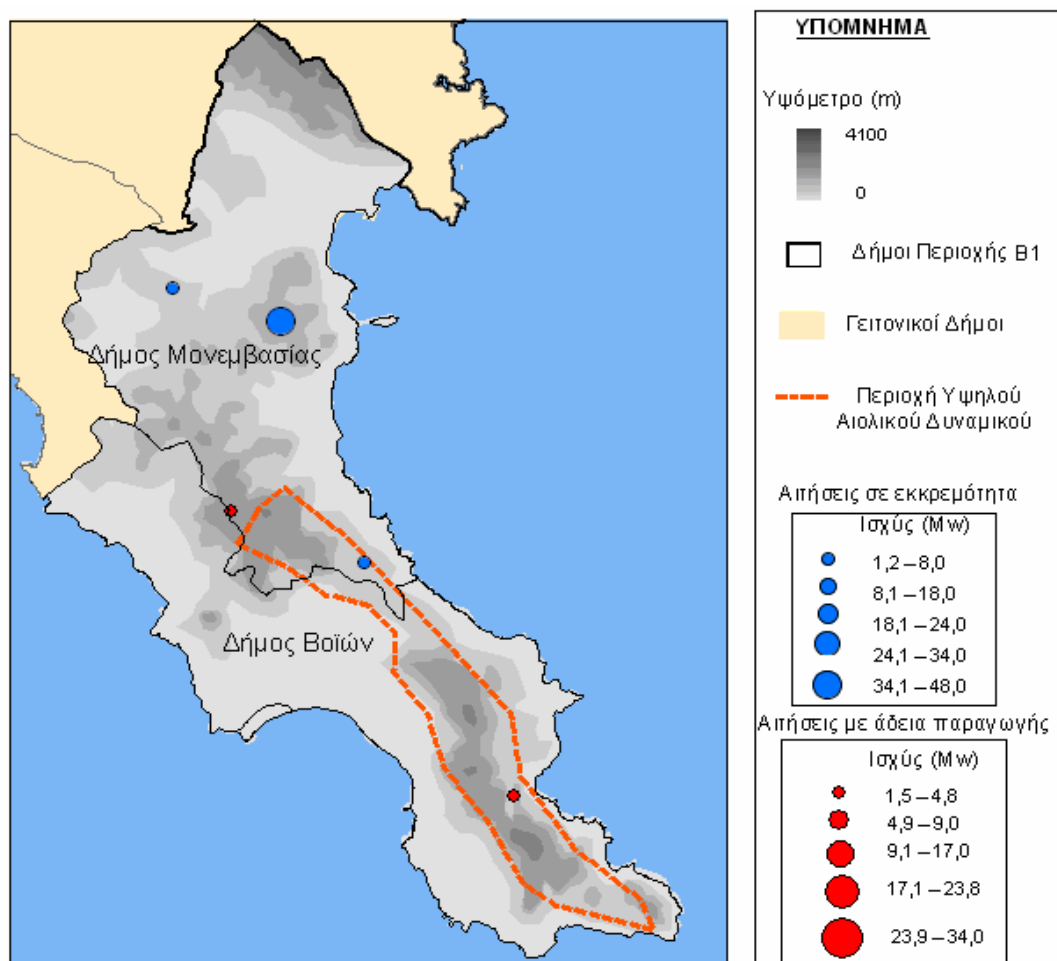 Δήμος Μονεμβασίας
Δήμος Βοϊών
ΥΠΟΜΝΗΜΑ
Υψόμετρο (m)
4100
0
Δήμοι Περιοχής Β1
Γειτονικοί Δήμοι
Περιοχή Υψηλού
Αιολικού Δυναμικού
Αιτήσεις σε εκκρεμότητα
Ισχύς (Mw)
1,2–8,0
8,1–18,0
18,1–24,0
24,1–34,0
34,1–48,0
Αιτήσεις με άδεια παραγωγής
Ισχύς (Mw)
1,5–4,8
4,9–9,0
9,1–17,0
17,1–23,8
23,9–34,0